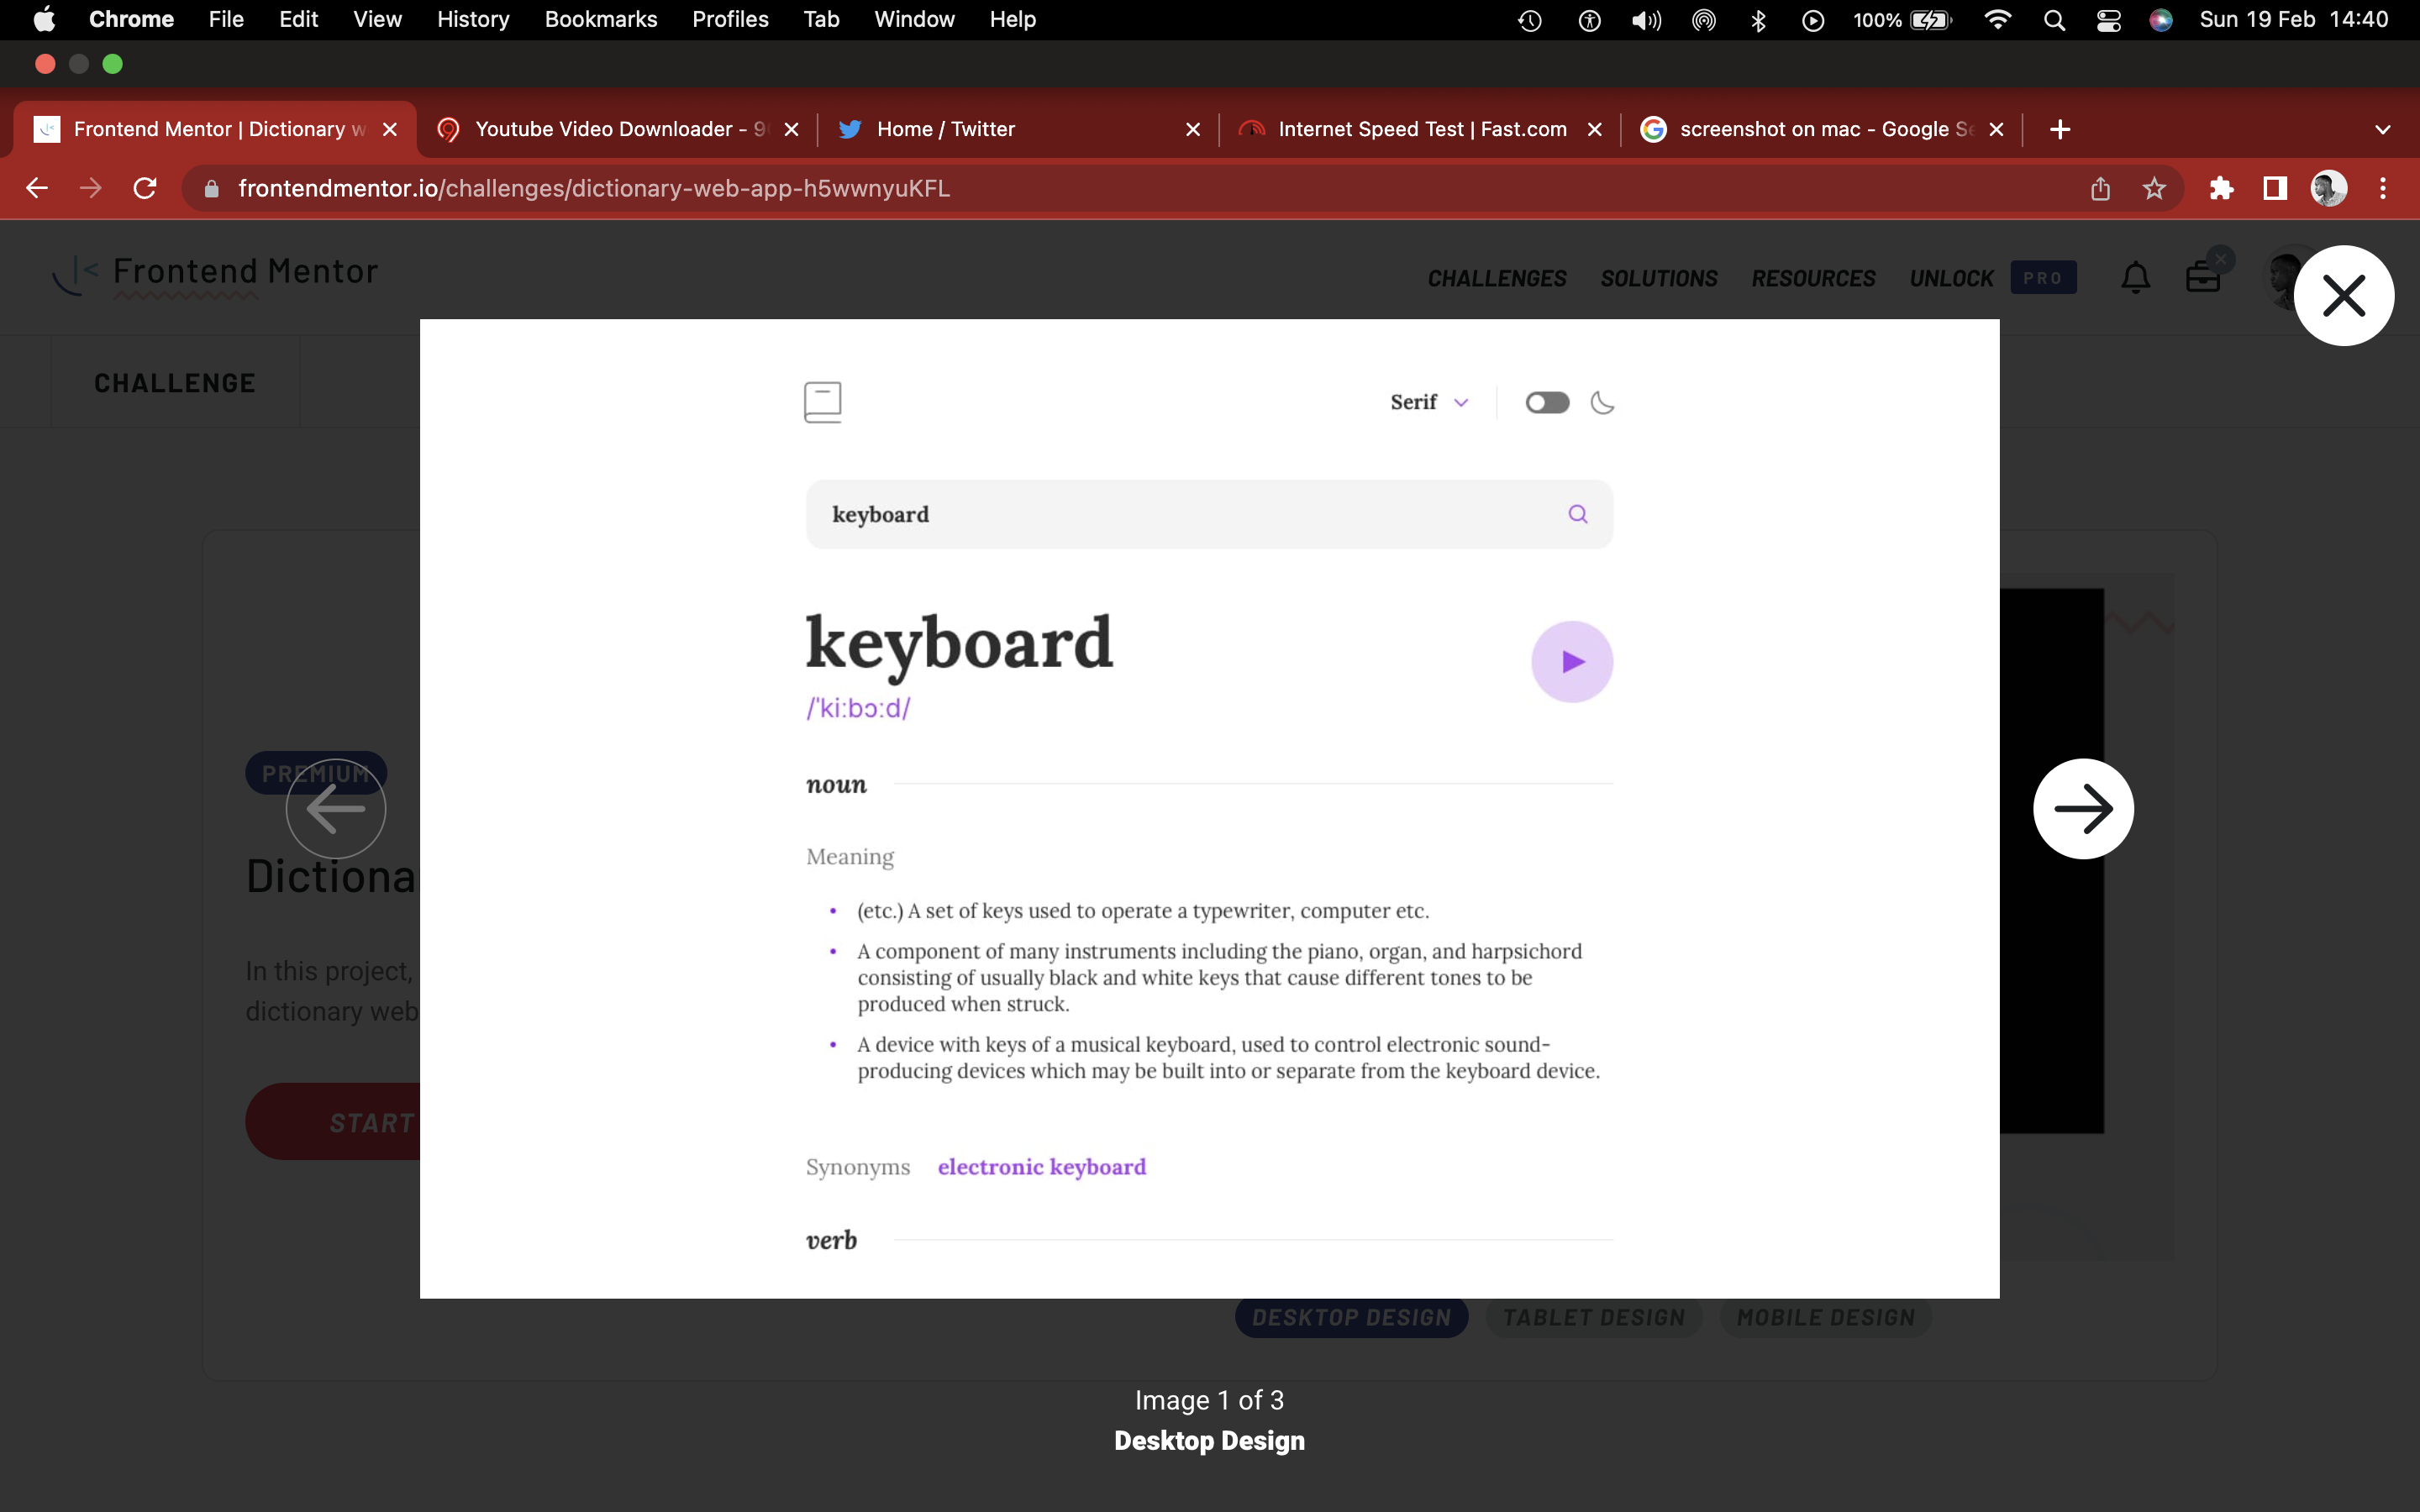 Chrome File Edit View History Bookmarks Profiles Tab Window Help 100% Sun 19 Feb 14:40
Frontend Mentor | Dictionary w Youtube Video Downloader - 9 Home / Twitter Internet Speed Test | Fast.com screenshot on mac - Google Se
frontendmentor.io/challenges/dictionary-web-app-h5wwnyuKFL
Frontend Mentor CHALLENGES SOLUTIONS RESOURCES UNLOCK PRO
CHALLENGE
Serif
keyboard
keyboard
/ˈkiːbɔːd/
PREMIUM
noun
Dictiona
Meaning
(etc.) A set of keys used to operate a typewriter, computer etc.
A component of many instruments including the piano, organ, and harpsichord
consisting of usually black and white keys that cause different tones to be
produced when struck.
In this project,
dictionary web
A device with keys of a musical keyboard, used to control electronic sound-
producing devices which may be built into or separate from the keyboard device.
START
Synonyms electronic keyboard
verb
DESKTOP DESIGN TABLET DESIGN MOBILE DESIGN
Image 1 of 3
Desktop Design